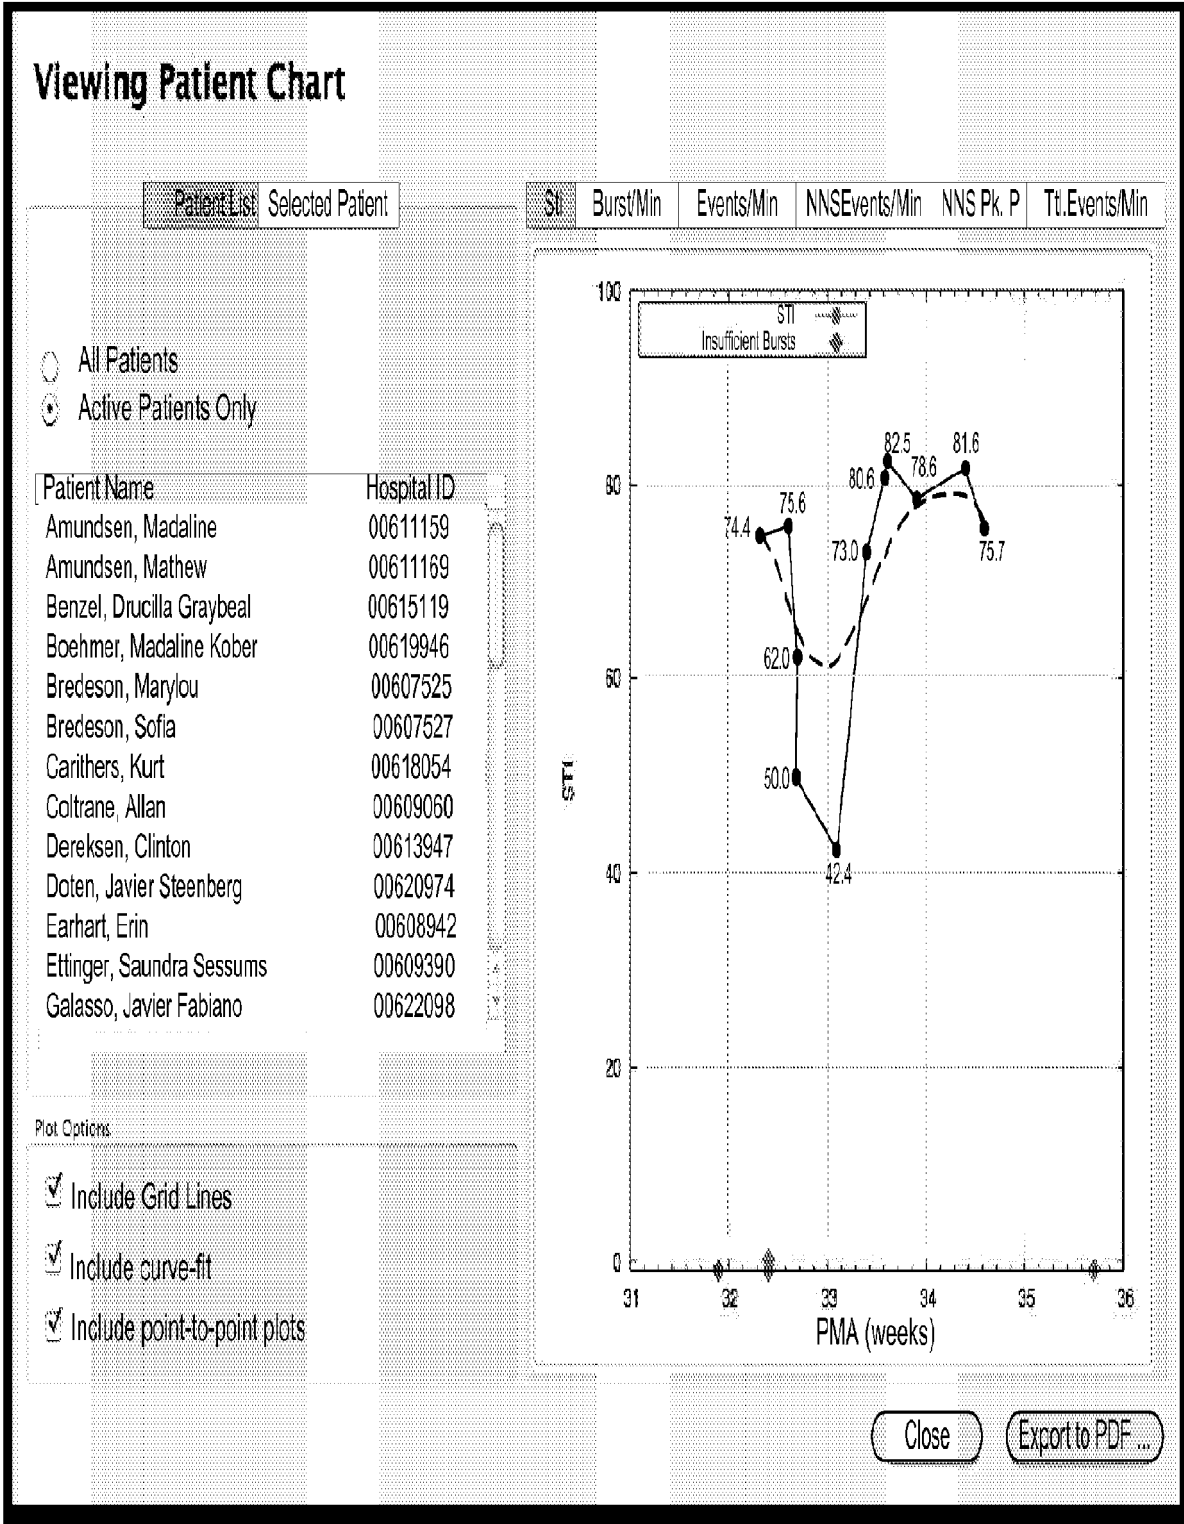 Viewing Patient Chart
Patient List Selected Patient
Sti Burst/Min Events/Min NNSEvents/Min NNS Pk. P Ttl.Events/Min
All Patients
Active Patients Only
Patient Name Hospital ID
Amundsen, Madaline 00611159
Amundsen, Mathew 00611169
Benzel, Drucilla Graybeal 00615119
Boehmer, Madaline Kober 00619946
Bredeson, Marylou 00607525
Bredeson, Sofia 00607527
Carithers, Kurt 00618054
Coltrane, Allan 00609060
Dereksen, Clinton 00613947
Doten, Javier Steenberg 00620974
Earhart, Erin 00608942
Ettinger, Saundra Sessums 00609390
Galasso, Javier Fabiano 00622098
Plot Options
Include Grid Lines
Include curve-fit
Include point-to-point plots
STI
Insufficient Bursts
100
80
60
40
20
0
STI
74.4
75.6
62.0
50.0
42.4
73.0
80.6
82.5
78.6
81.6
75.7
31 32 33 34 35 36
PMA (weeks)
Close Export to PDF ...